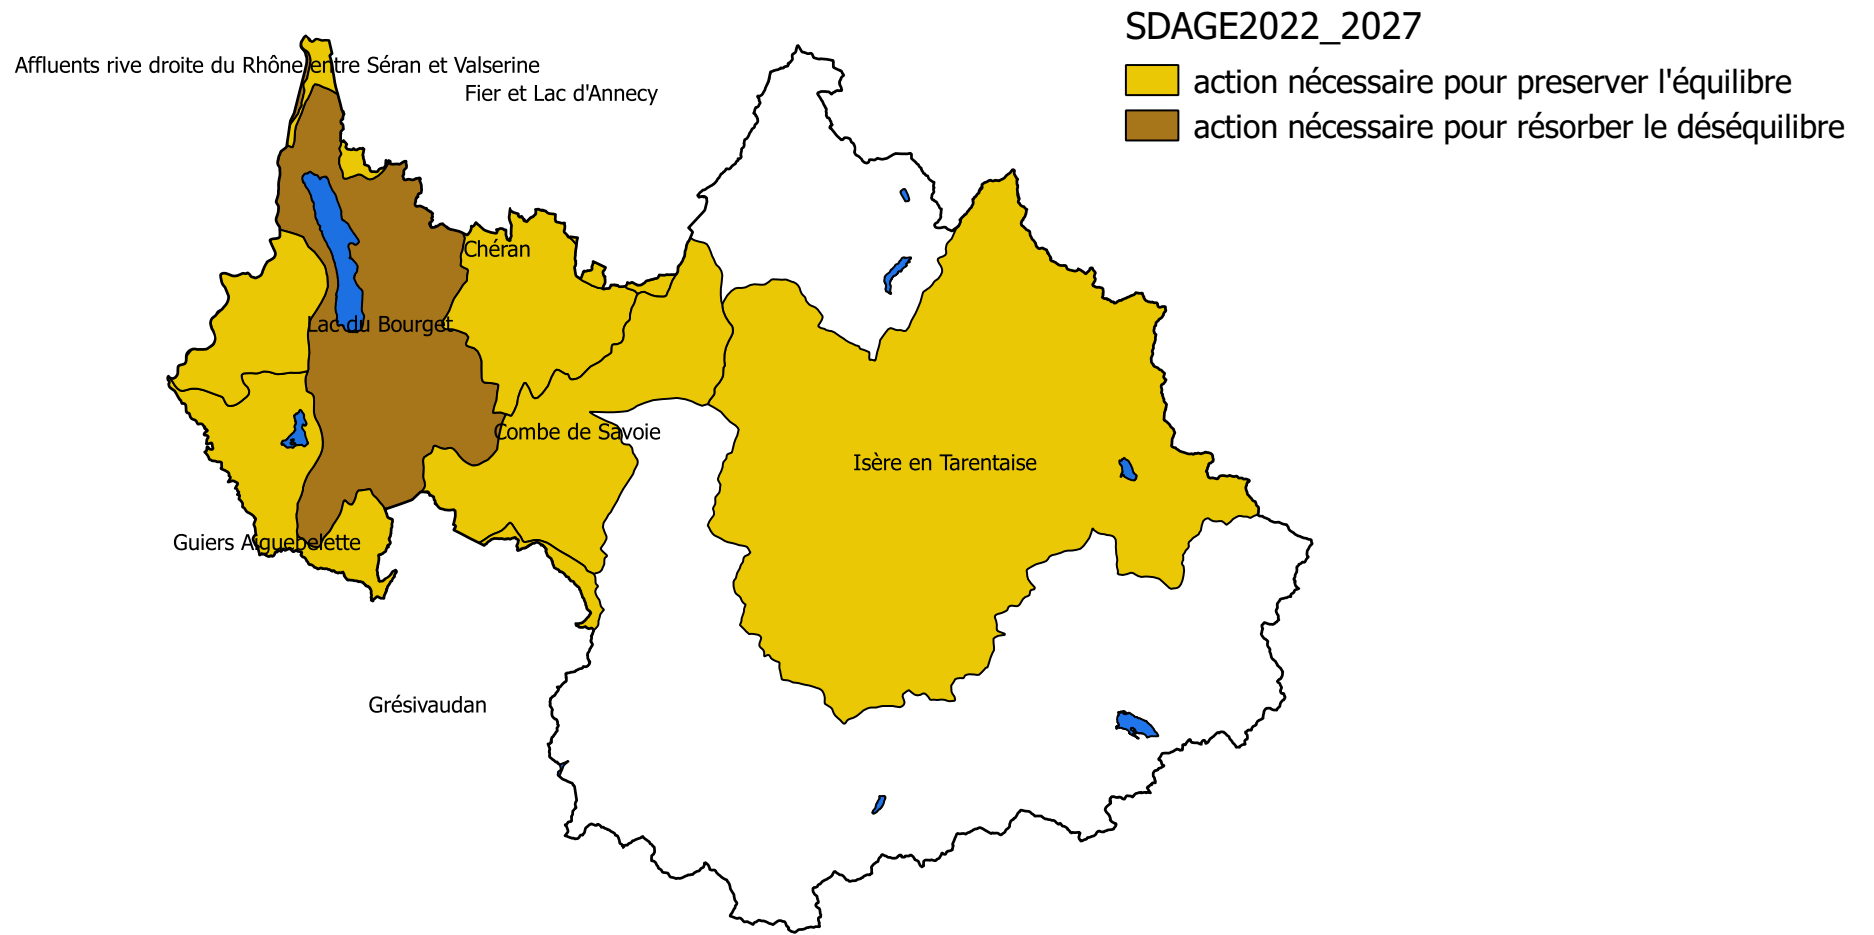 SDAGE2022_2027
action nécessaire pour preserver l'équilibre
action nécessaire pour résorber le déséquilibre
Affluents rive droite du Rhône entre Séran et Valserine
Fier et Lac d'Annecy
Chéran
Lac du Bourget
Combe de Savoie
Isère en Tarentaise
Guiers Aiguebelette
Grésivaudan